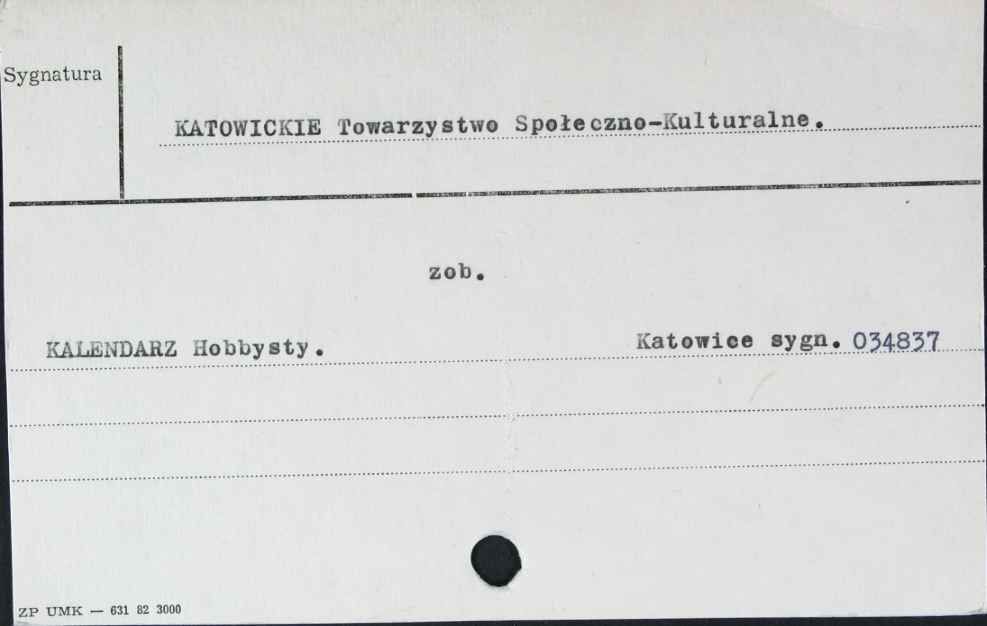 Sygnatura
KATOWICKIE Towarzystwo Społeczno-Kulturalne.
zob.
KALENDARZ Hobbysty. Katowice sygn. 034837
ZP UMK — 631 82 3000